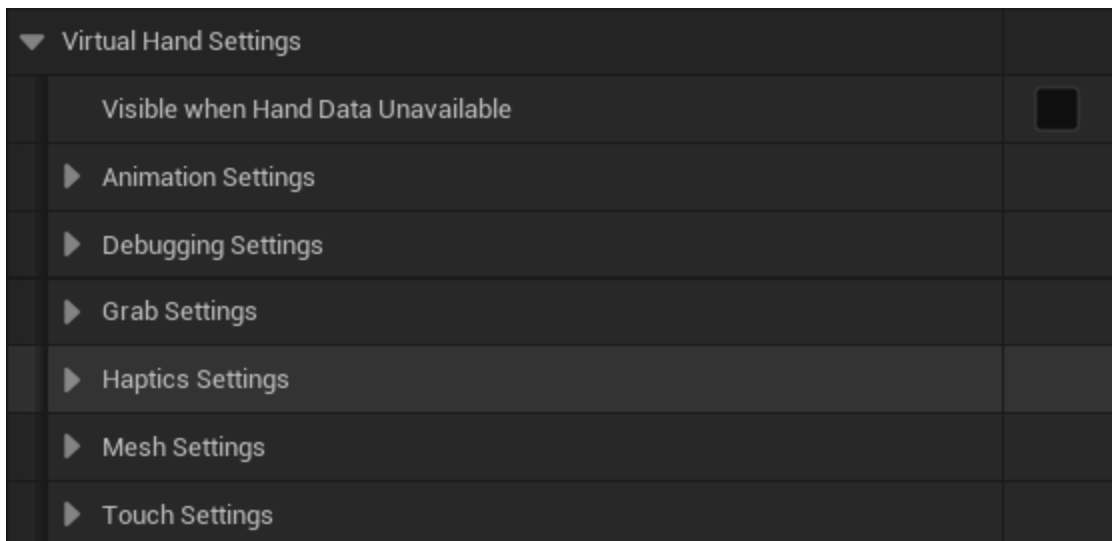 Virtual Hand Settings
Visible when Hand Data Unavailable
Animation Settings
Debugging Settings
Grab Settings
Haptics Settings
Mesh Settings
Touch Settings